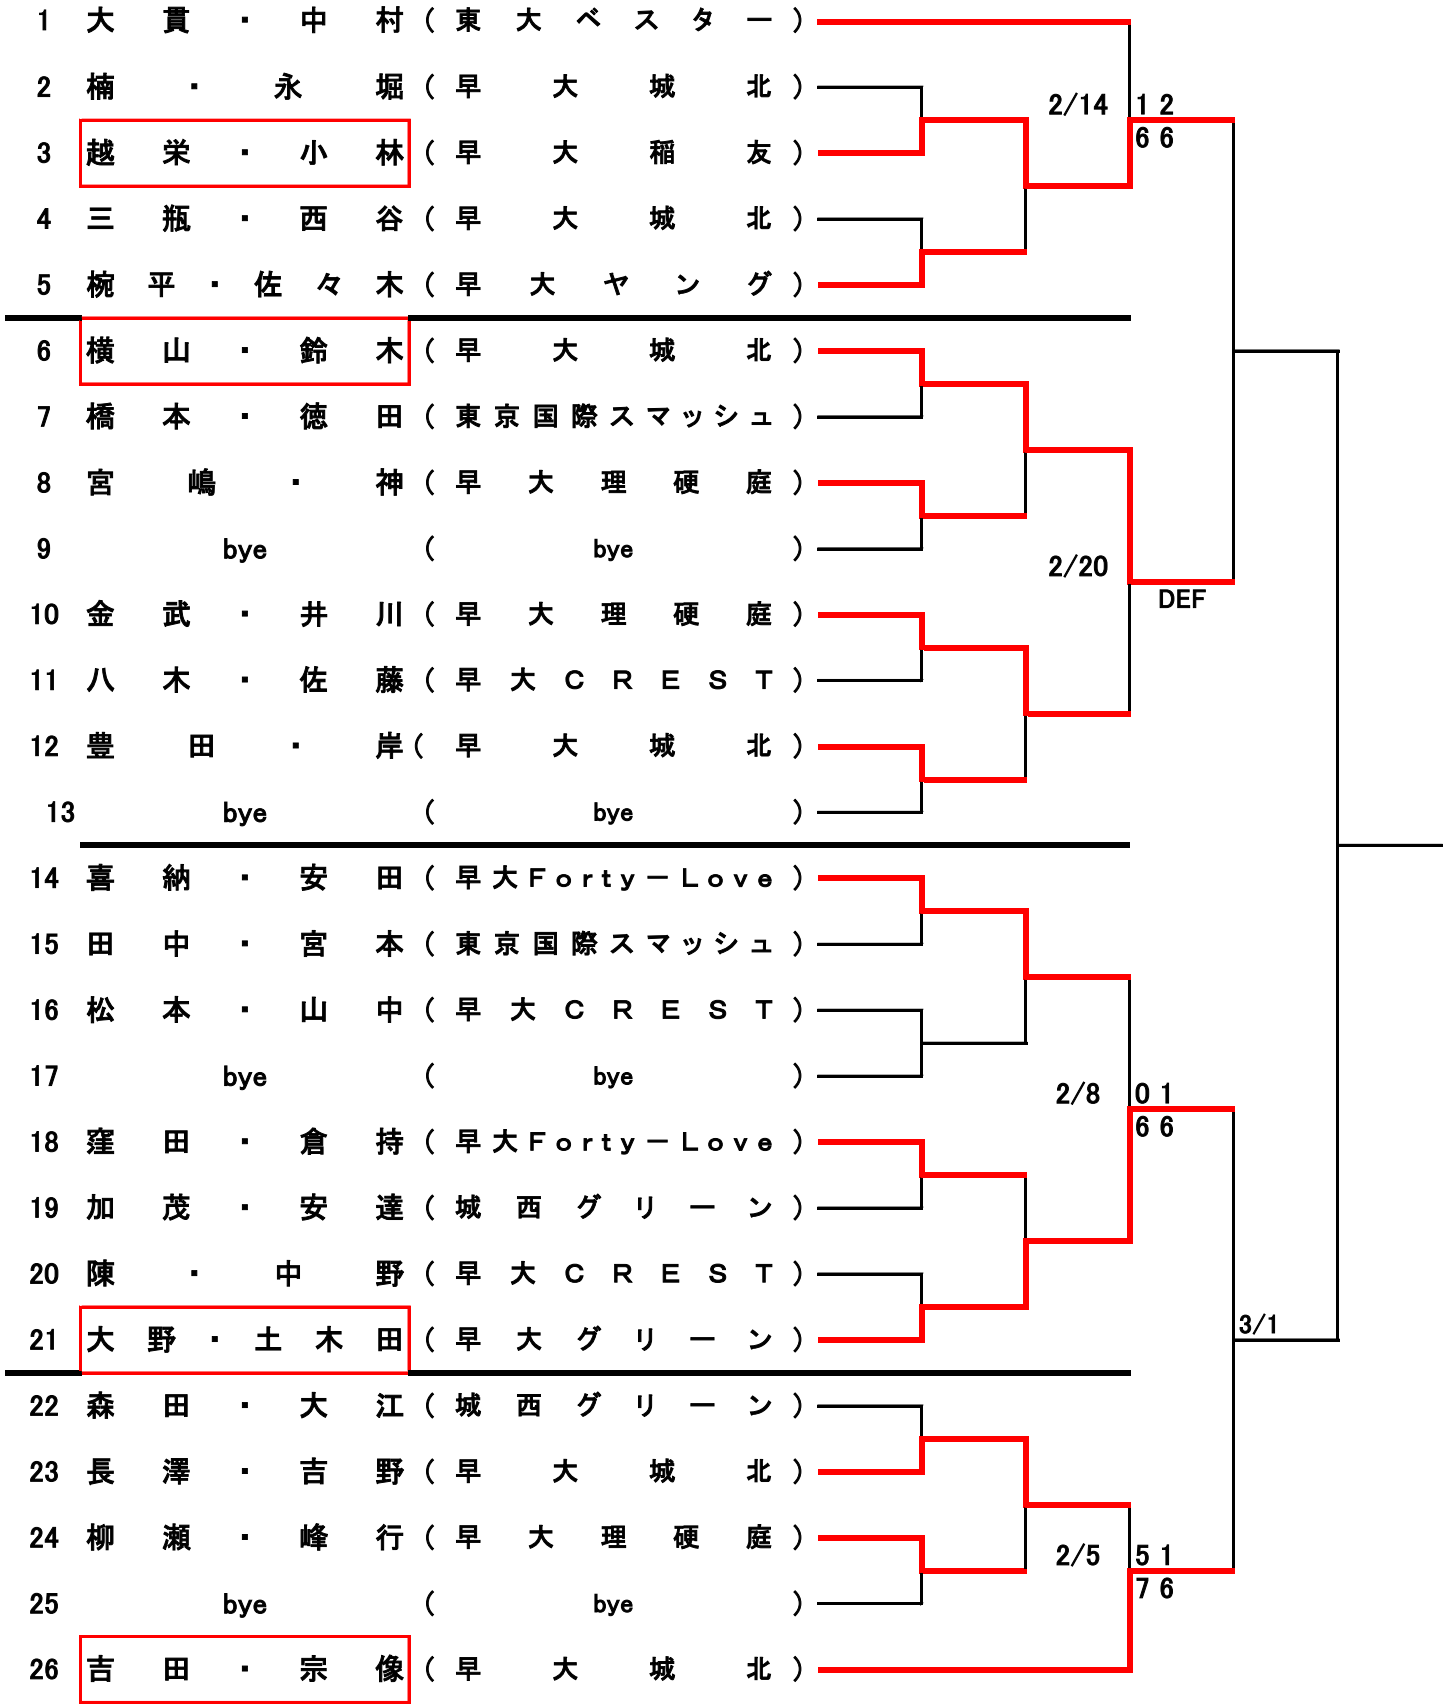 1 大貫・中村(東大ベスター)
2 楠・永堀(早大城北)
2/14 1 2
3 越栄・小林(早大稲友)
6 6
4 三瓶・西谷(早大城北)
5 椀平・佐々木(早大ヤング)
6 横山・鈴木(早大城北)
7 橋本・徳田(東京国際スマッシュ)
8 宮嶋・神(早大理硬庭)
9 bye(bye)
2/20
DEF
10 金武・井川(早大理硬庭)
11 八木・佐藤(早大CREST)
12 豊田・岸(早大城北)
13 bye(bye)
14 喜納・安田(早大Forty-Love)
15 田中・宮本(東京国際スマッシュ)
16 松本・山中(早大CREST)
17 bye(bye)
2/8 0 1
6 6
18 窪田・倉持(早大Forty-Love)
19 加茂・安達(城西グリーン)
20 陳・中野(早大CREST)
21 大野・土木田(早大グリーン)
3/1
22 森田・大江(城西グリーン)
23 長澤・吉野(早大城北)
24 柳瀬・峰行(早大理硬庭)
2/5 5 1
7 6
25 bye(bye)
26 吉田・宗像(早大城北)